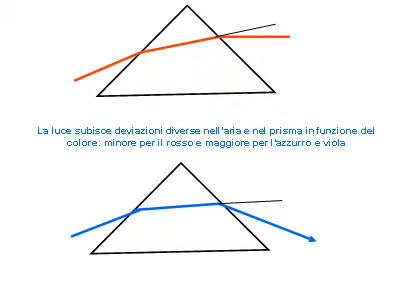 La luce subisce deviazioni diverse nell'aria e nel prisma in funzione del
colore: minore per il rosso e maggiore per l'azzurro e viola